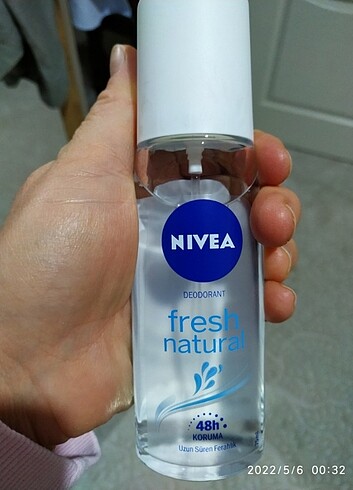 NIVEA
DEODORANT
fresh
natural
48h
KORUMA
Uzun Süren Ferahlık
2022/5/6 00:32